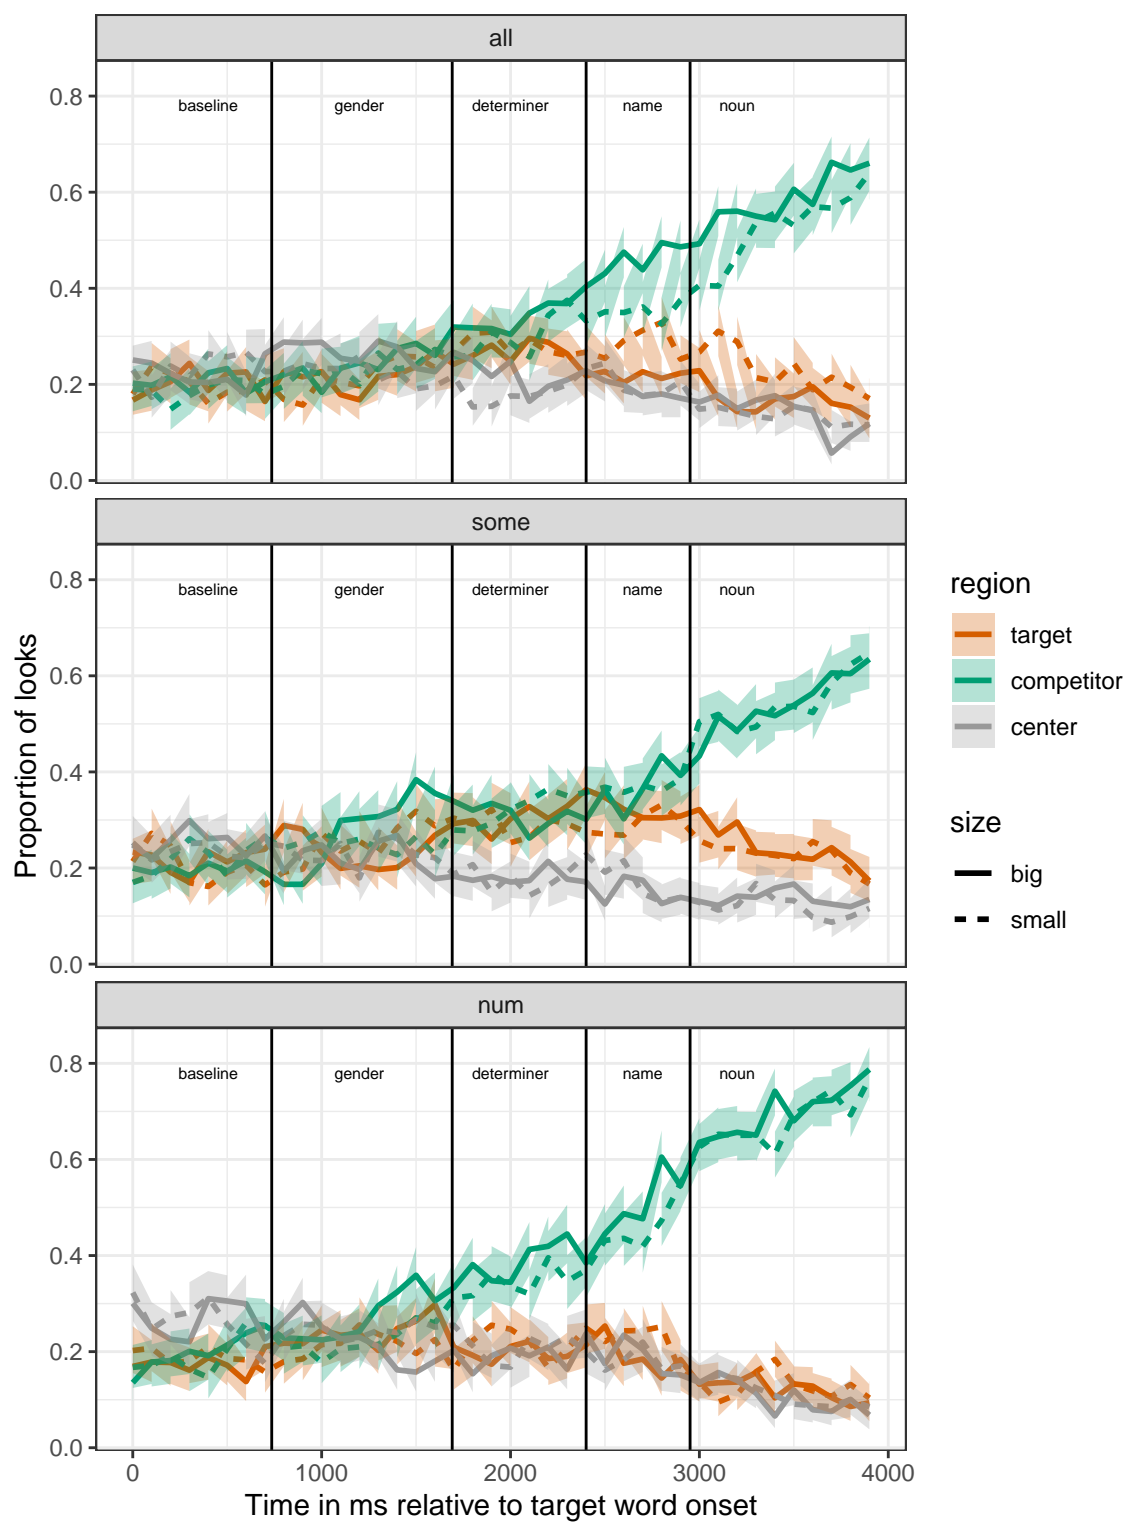 all
0.8
0.6
0.4
0.2
0.0
baseline gender determiner name noun
some
0.8
0.6
0.4
0.2
0.0
baseline gender determiner name noun
num
0.8
0.6
0.4
0.2
0.0
baseline gender determiner name noun
0 1000 2000 3000 4000
Time in ms relative to target word onset
Proportion of looks
region
target
competitor
center
size
big
small